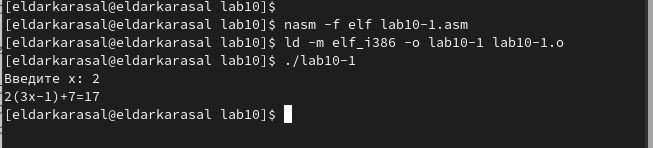 [eldarkarasal@eldarkarasal lab10]$
[eldarkarasal@eldarkarasal lab10]$ nasm -f elf lab10-1.asm
[eldarkarasal@eldarkarasal lab10]$ ld -m elf_i386 -o lab10-1 lab10-1.o
[eldarkarasal@eldarkarasal lab10]$ ./lab10-1
Введите x: 2
2(3x-1)+7=17
[eldarkarasal@eldarkarasal lab10]$